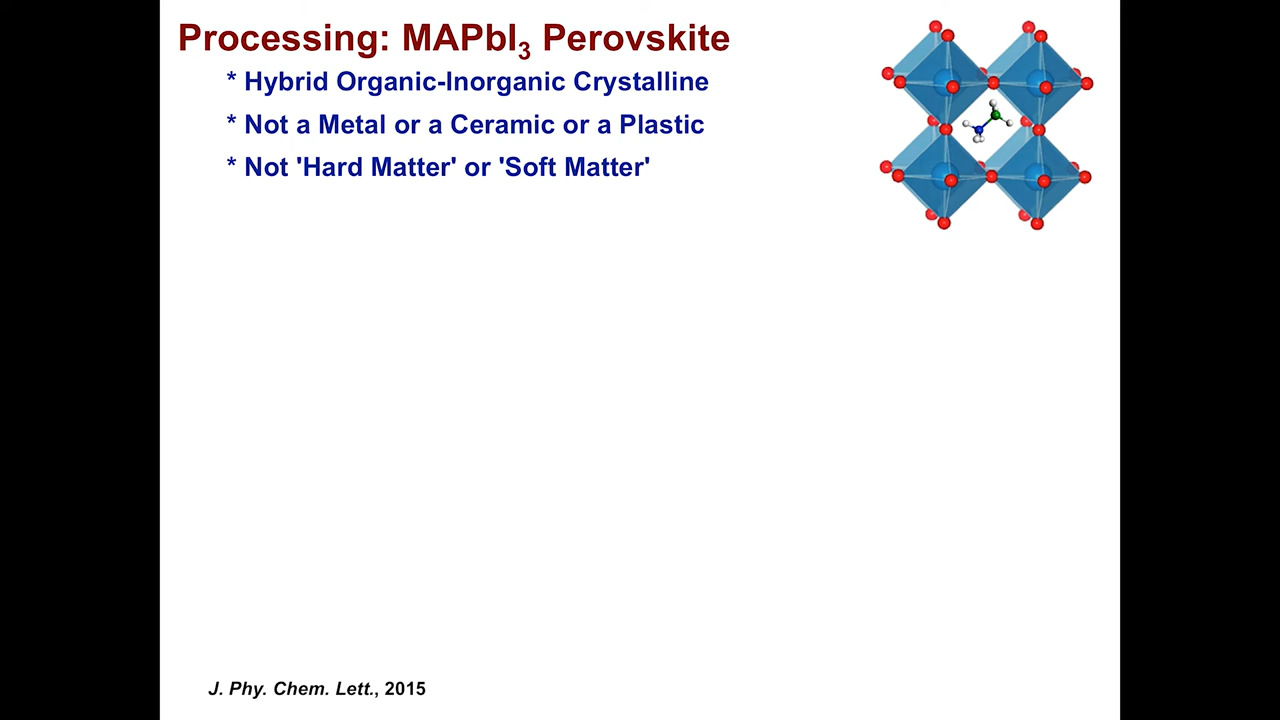 Processing: MAPbI3 Perovskite
* Hybrid Organic-Inorganic Crystalline
* Not a Metal or a Ceramic or a Plastic
* Not 'Hard Matter' or 'Soft Matter'
J. Phy. Chem. Lett., 2015